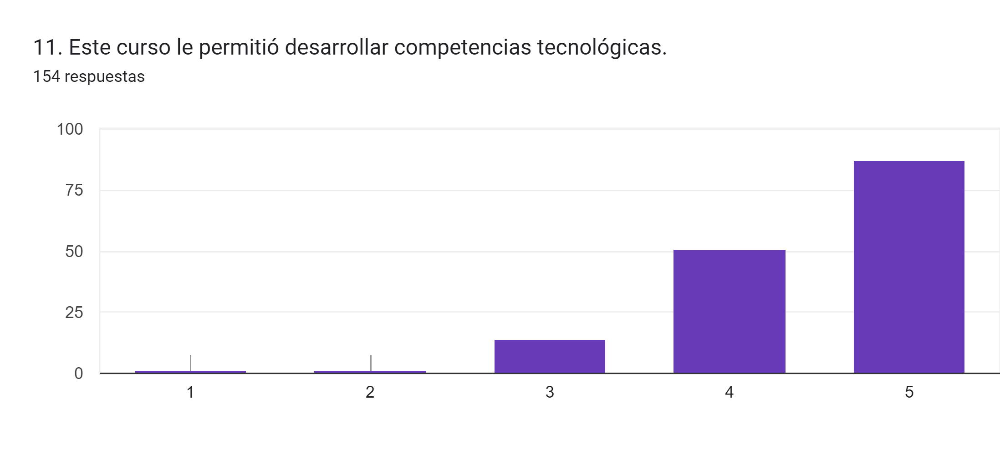 11. Este curso le permitió desarrollar competencias tecnológicas.
154 respuestas
100
75
50
25
0
1 2 3 4 5